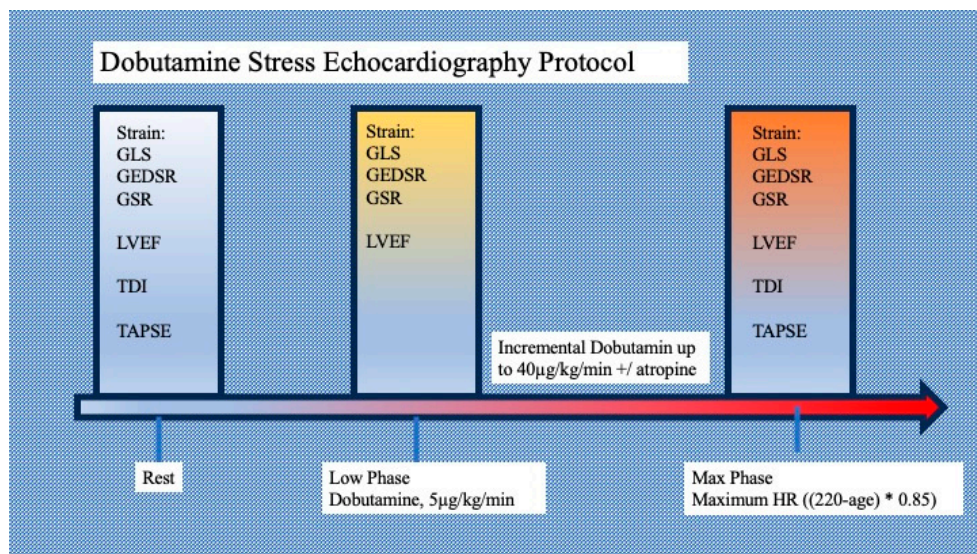 Dobutamine Stress Echocardiography Protocol
Strain:
GLS
GEDSR
GSR
LVEF
TDI
TAPSE
Strain:
GLS
GEDSR
GSR
LVEF
Strain:
GLS
GEDSR
GSR
LVEF
TDI
TAPSE
Incremental Dobutamin up
to 40µg/kg/min +/ atropine
Rest
Low Phase
Dobutamine, 5µg/kg/min
Max Phase
Maximum HR ((220-age) * 0.85)